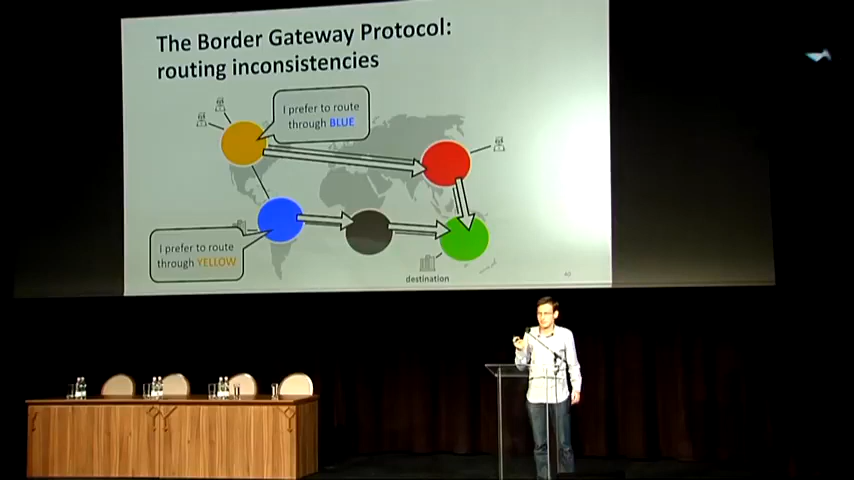 The Border Gateway Protocol:
routing inconsistencies
I prefer to route
through BLUE
I prefer to route
through YELLOW
destination